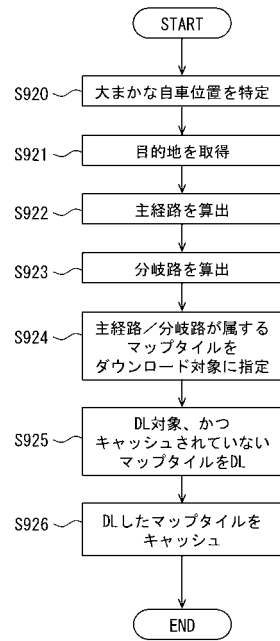 START
S920
大まかな自車位置を特定
S921
目的地を取得
S922
主経路を算出
S923
分岐路を算出
S924
主経路／分岐路が属する
マップタイルを
ダウンロード対象に指定
S925
DL対象、かつ
キャッシュされていない
マップタイルをDL
S926
DLしたマップタイルを
キャッシュ
END